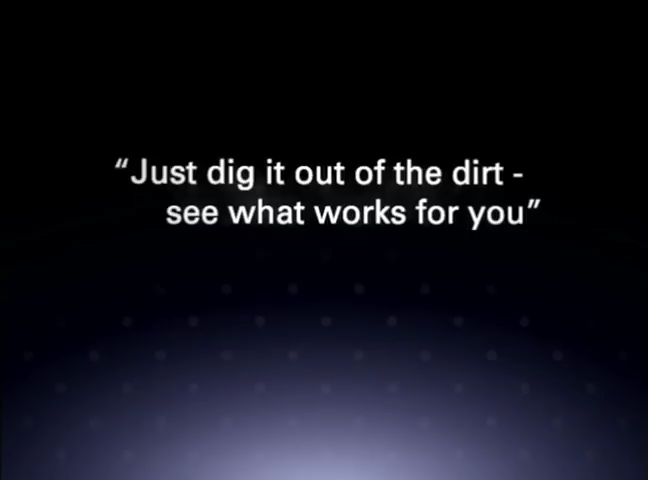 “Just dig it out of the dirt -
see what works for you”